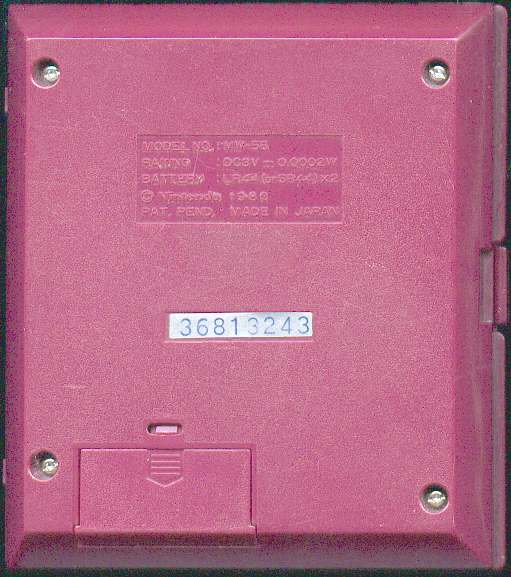 MODEL NO. : MW-56
RATING : DC3V ⎓ 0.0002W
BATTERY : LR44 (or SR44) x2
© Nintendo 1986
PAT. PEND. MADE IN JAPAN
36813243